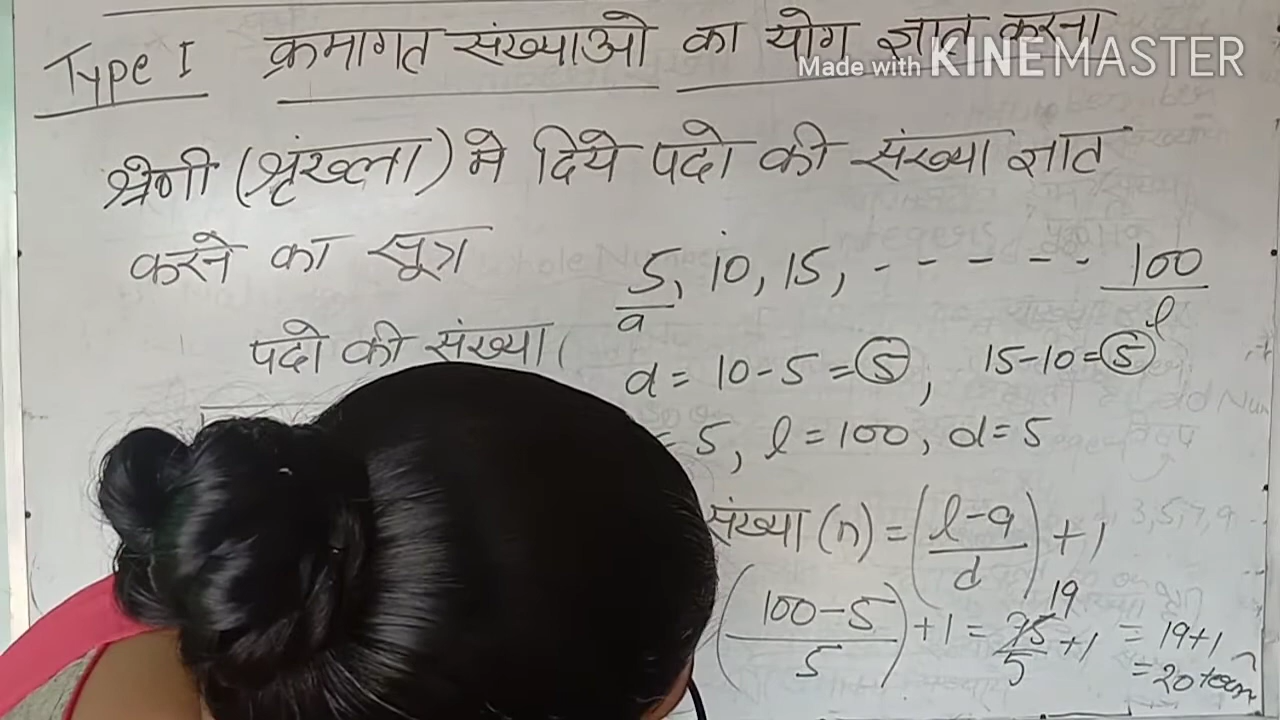 Type I क्रमागत संख्याओ का योग ज्ञात करना
Made with KINEMASTER
श्रेणी (श्रृंख्ला) मे दिये पदो की संख्या ज्ञात
करने का सूत्र
5, 10, 15, - - - - - - 100
a l
पदो की संख्या (
d = 10-5 = 5, 15-10 = 5
= 5, l = 100, d = 5
संख्या (n) = (l-a/d) + 1
(100-5/5) + 1 = 95/5 + 1 = 19+1
19
= 20 term